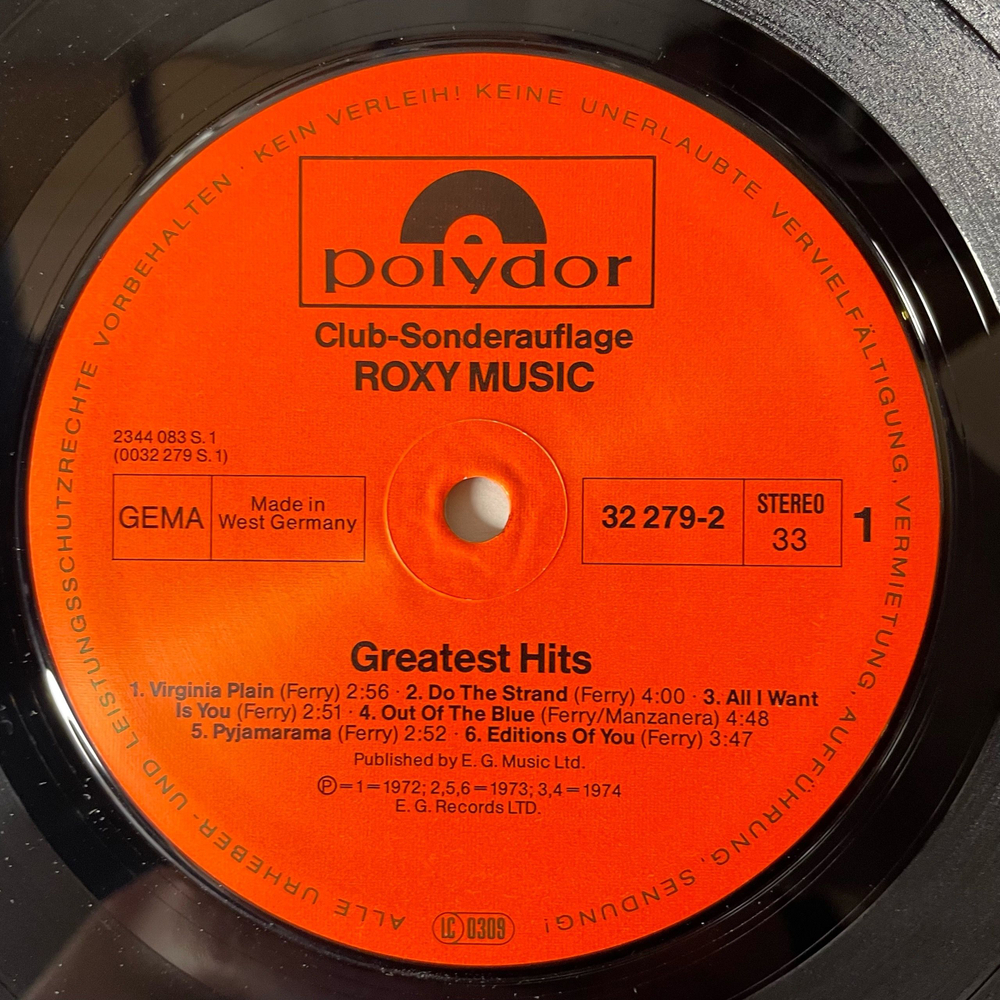 ALLE URHEBER- UND LEISTUNGSSCHUTZRECHTE VORBEHALTEN · KEIN VERLEIH! KEINE UNERLAUBTE VERVIELFÄLTIGUNG, VERMIETUNG, AUFFÜHRUNG, SENDUNG!
polydor
Club-Sonderauflage
ROXY MUSIC
2344 083 S. 1
(0032 279 S. 1)
GEMA
Made in
West Germany
32 279-2
STEREO
33
1
Greatest Hits
1. Virginia Plain (Ferry) 2:56 · 2. Do The Strand (Ferry) 4:00 · 3. All I Want
Is You (Ferry) 2:51 · 4. Out Of The Blue (Ferry/Manzanera) 4:48
5. Pyjamarama (Ferry) 2:52 · 6. Editions Of You (Ferry) 3:47
Published by E. G. Music Ltd.
Ⓟ=1=1972; 2,5,6=1973; 3,4=1974
E. G. Records LTD.
LC 0309